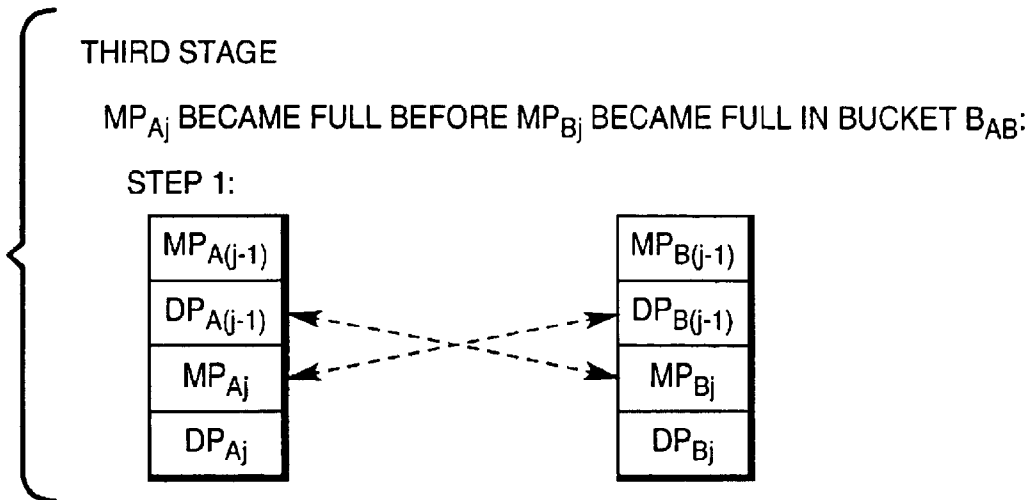 THIRD STAGE
MP_Aj BECAME FULL BEFORE MP_Bj BECAME FULL IN BUCKET B_AB:
STEP 1:
MP_A(j-1)
DP_A(j-1)
MP_Aj
DP_Aj
MP_B(j-1)
DP_B(j-1)
MP_Bj
DP_Bj